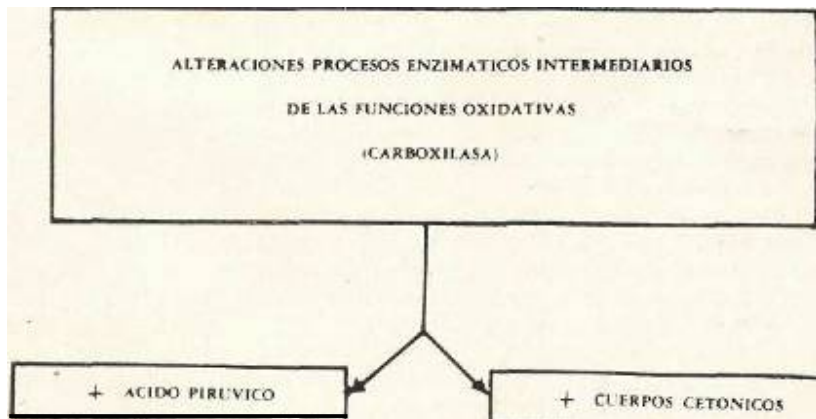 ALTERACIONES PROCESOS ENZIMATICOS INTERMEDIARIOS
DE LAS FUNCIONES OXIDATIVAS
(CARBOXILASA)
+ ACIDO PIRUVICO
+ CUERPOS CETONICOS